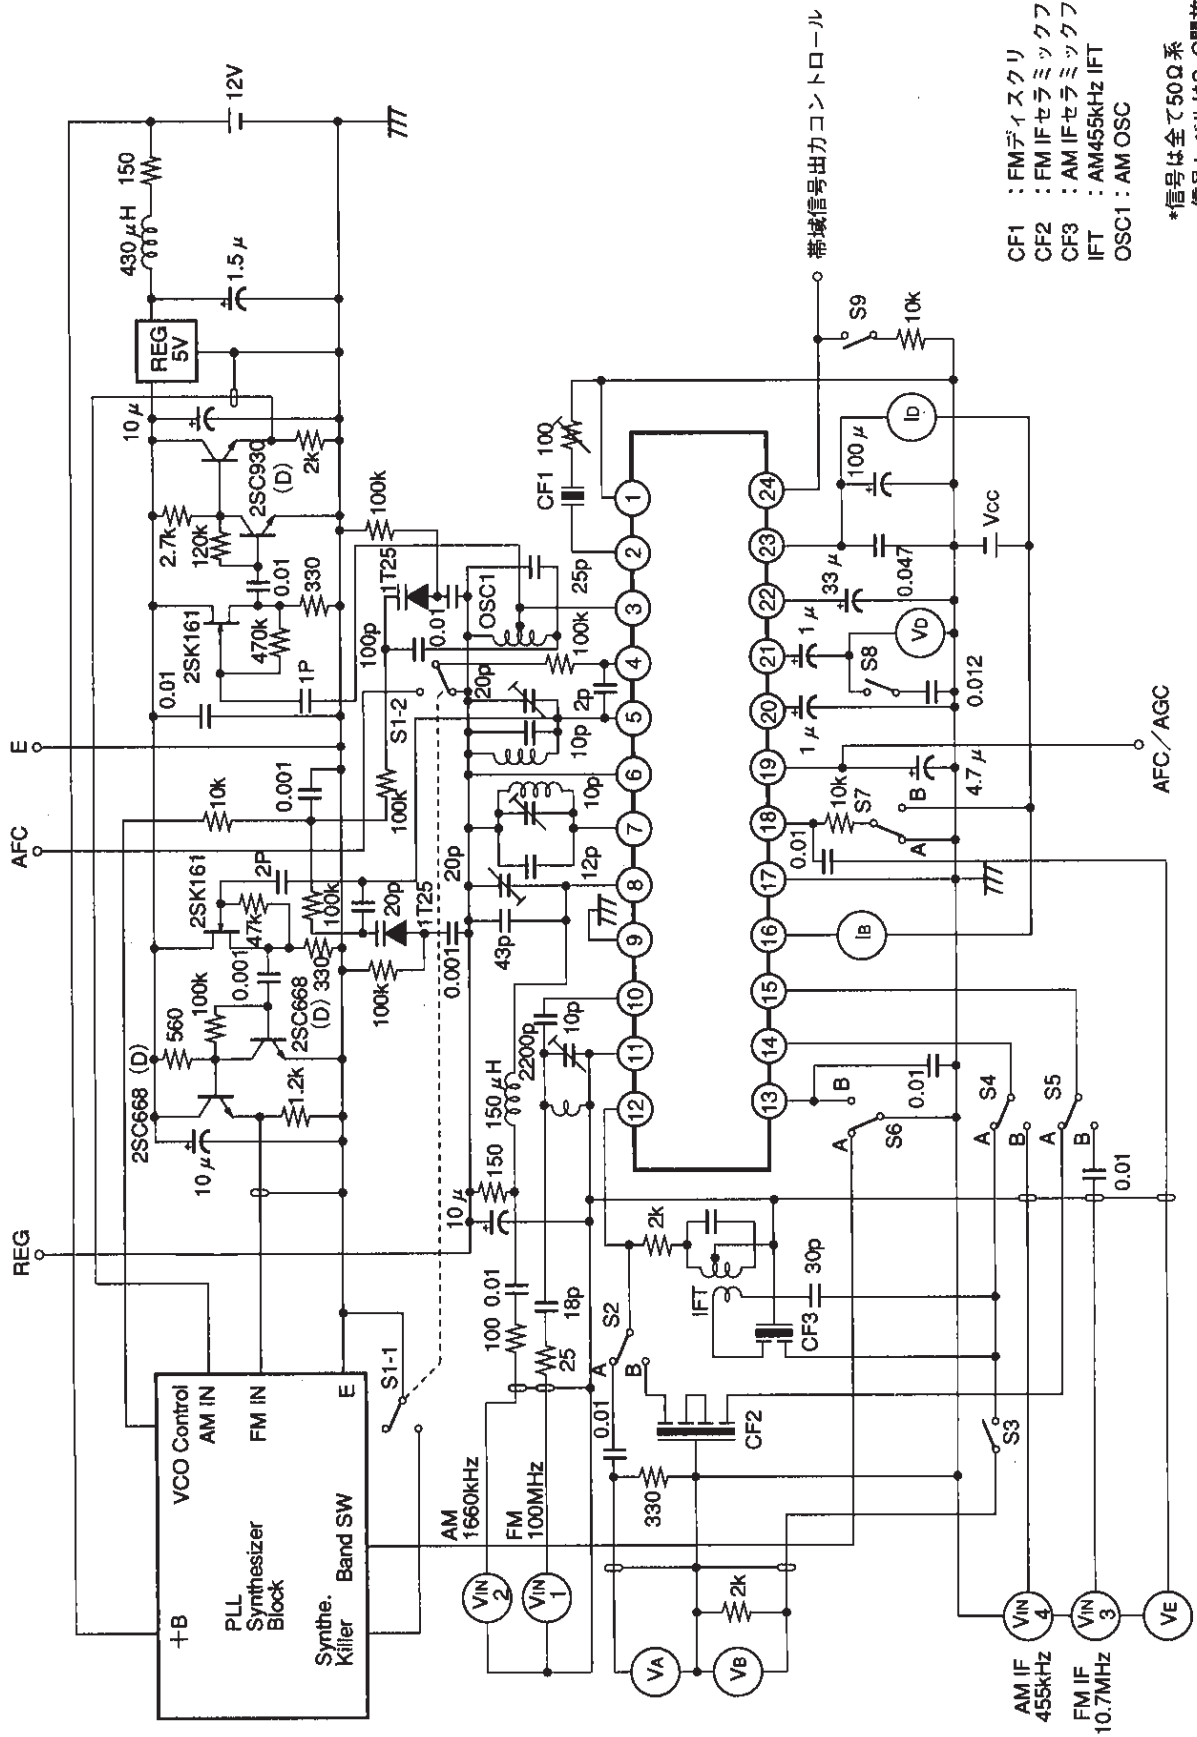 REG
AFC
E
12V
150
430μH
1.5μ
REG
5V
10μ
2SC930
(D)
2k
2.7k
120k
0.01
330
2SK161
470k
0.01
1P
100k
1T25
0.01
100p
OSC1
25p
S1-2
100k
20p
100k
2p
10p
10k
0.001
2SK161
2P
47k
100k
20p
1T25
0.001
330
100k
100k
0.001
560
2SC668
(D)
2SC668 (D)
1.2k
10μ
VCO Control
AM IN
FM IN
E
+B
PLL
Synthesizer
Block
Synthe.
Killer
Band SW
S1-1
20p
10p
12p
43p
10μ
150
150μH
2200p
10p
100
0.01
25
18p
AM
1660kHz
FM
100MHz
VIN
2
VIN
1
CF1
100
1
2
3
4
5
6
7
8
9
10
11
12
13
14
15
16
17
18
19
20
21
22
23
24
帯域信号出力コントロール
S9
10k
ID
100μ
VCC
0.047
33μ
VD
1μ
S8
0.012
1μ
4.7μ
AFC/AGC
10k
S7
B
A
0.01
IB
0.01
B
A
S6
S4
A
B
S5
A
B
0.01
2k
IFT
30p
CF3
S2
A
B
0.01
CF2
330
2k
VA
VB
S3
AM IF
455kHz
VIN
4
FM IF
10.7MHz
VIN
3
VE
CF1 : FMディスクリ
CF2 : FM IFセラミックフ
CF3 : AM IFセラミックフ
IFT : AM455kHz IFT
OSC1 : AM OSC
*信号は全て50Ω系